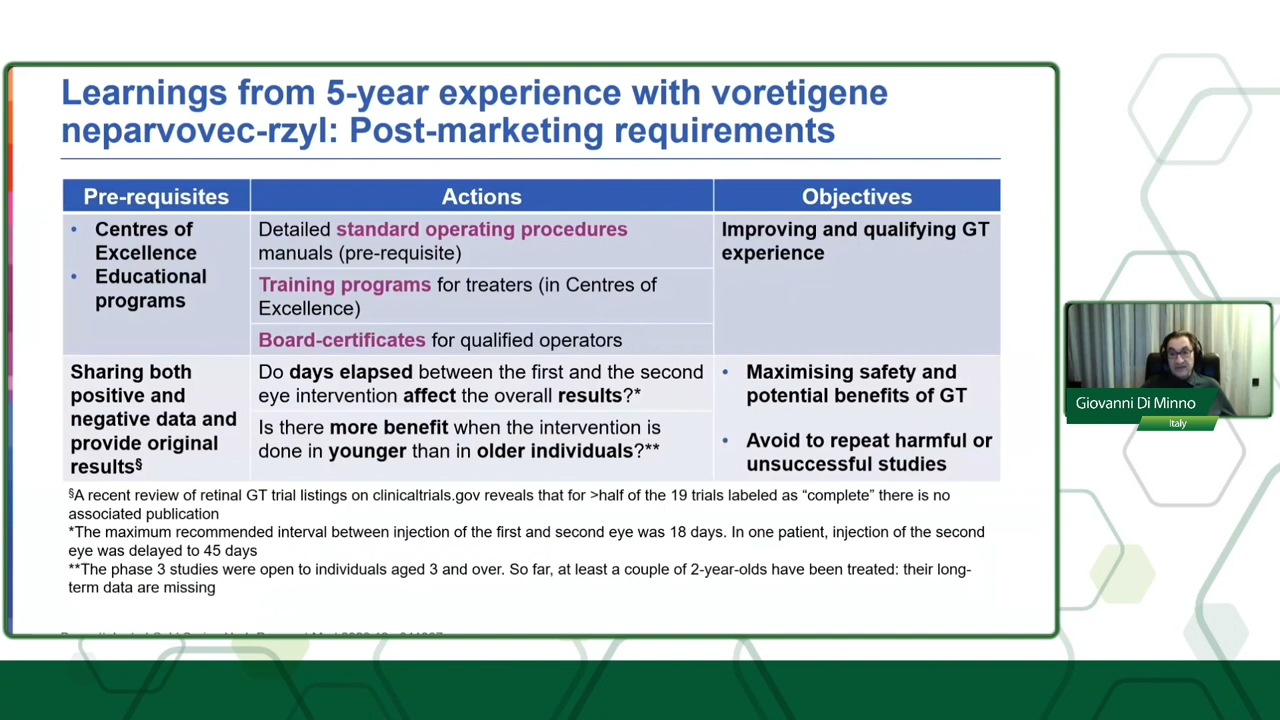 Learnings from 5-year experience with voretigene
neparvovec-rzyl: Post-marketing requirements
Pre-requisites
Actions
Objectives
• Centres of
Excellence
• Educational
programs
Detailed standard operating procedures
manuals (pre-requisite)
Training programs for treaters (in Centres of
Excellence)
Board-certificates for qualified operators
Improving and qualifying GT
experience
Sharing both
positive and
negative data and
provide original
results§
Do days elapsed between the first and the second
eye intervention affect the overall results?*
Is there more benefit when the intervention is
done in younger than in older individuals?**
• Maximising safety and
potential benefits of GT
• Avoid to repeat harmful or
unsuccessful studies
§A recent review of retinal GT trial listings on clinicaltrials.gov reveals that for >half of the 19 trials labeled as “complete” there is no
associated publication
*The maximum recommended interval between injection of the first and second eye was 18 days. In one patient, injection of the second
eye was delayed to 45 days
**The phase 3 studies were open to individuals aged 3 and over. So far, at least a couple of 2-year-olds have been treated: their long-
term data are missing
Giovanni Di Minno
Italy